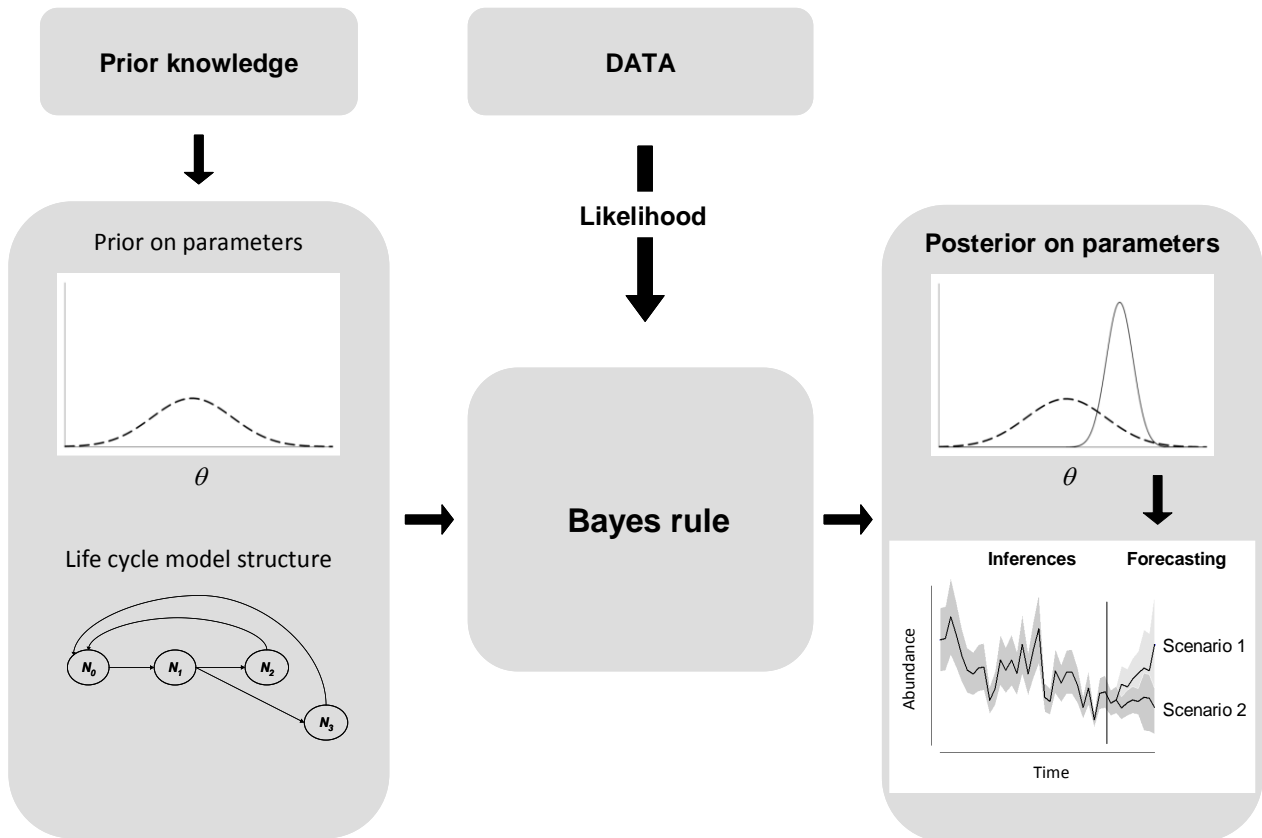 Prior knowledge
DATA
Likelihood
Prior on parameters
θ
Life cycle model structure
N0
N1
N2
N3
Bayes rule
Posterior on parameters
θ
Inferences
Forecasting
Abundance
Scenario 1
Scenario 2
Time